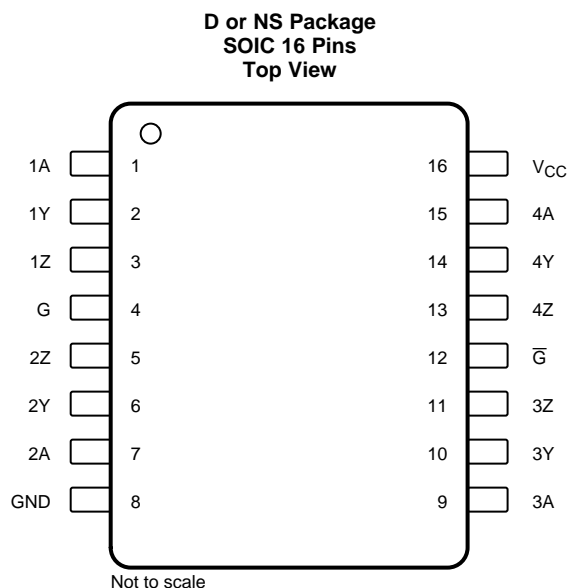 D or NS Package
SOIC 16 Pins
Top View
1A 1 16 VCC
1Y 2 15 4A
1Z 3 14 4Y
G 4 13 4Z
2Z 5 12 G̅
2Y 6 11 3Z
2A 7 10 3Y
GND 8 9 3A
Not to scale